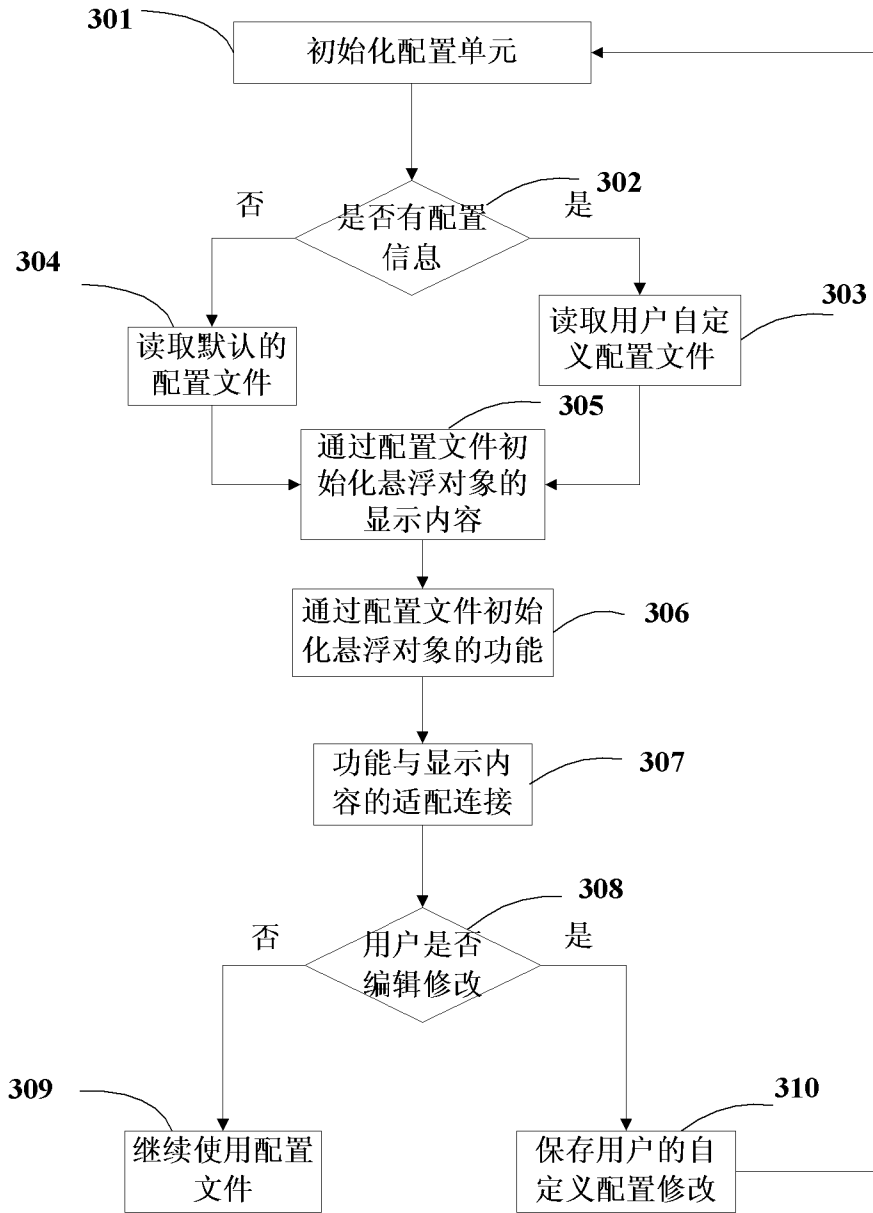 301
初始化配置单元
302
否
是
是否有配置
信息
304
303
读取默认的
配置文件
读取用户自定
义配置文件
305
通过配置文件初
始化悬浮对象的
显示内容
306
通过配置文件初始
化悬浮对象的功能
307
功能与显示内
容的适配连接
308
否
是
用户是否
编辑修改
309
310
继续使用配置
文件
保存用户的自
定义配置修改